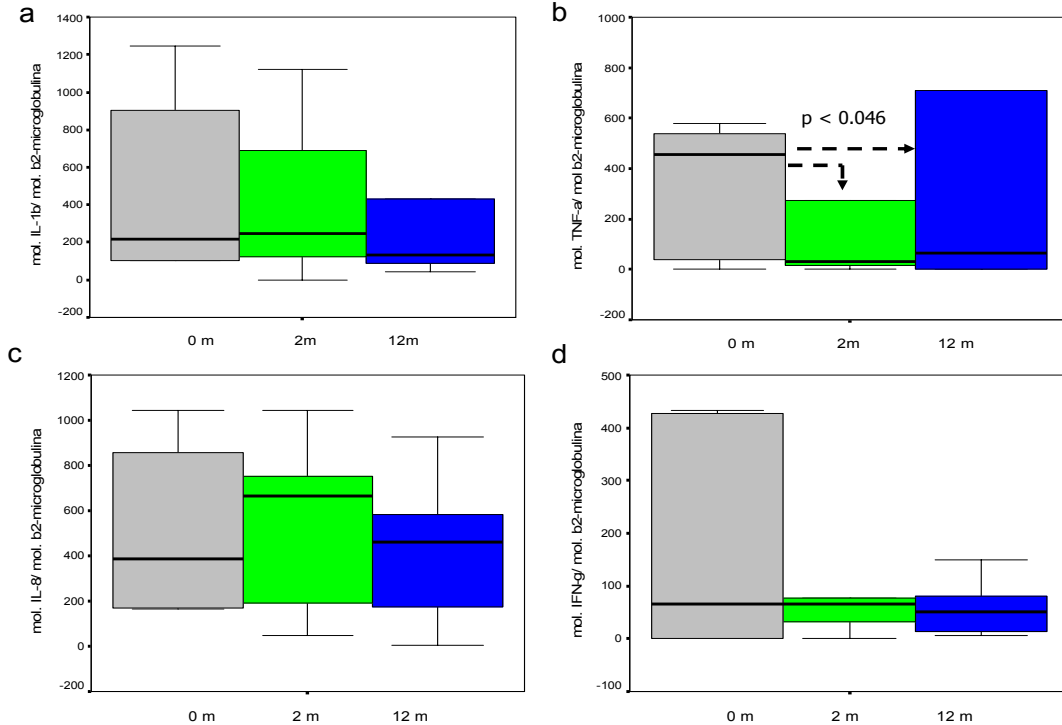 a
mol. IL-1b/ mol. b2-microglobulina
1400
1200
1000
800
600
400
200
0
-200
0 m
2m
12m
b
mol. TNF-a/ mol b2-microglobulina
1000
800
600
400
200
0
-200
p < 0.046
0 m
2m
12 m
c
mol. IL-8/ mol. b2-microglobulina
1200
1000
800
600
400
200
0
-200
0 m
2 m
12 m
d
mol. IFN-g/ mol. b2-microglobulina
500
400
300
200
100
0
-100
0 m
2 m
12 m